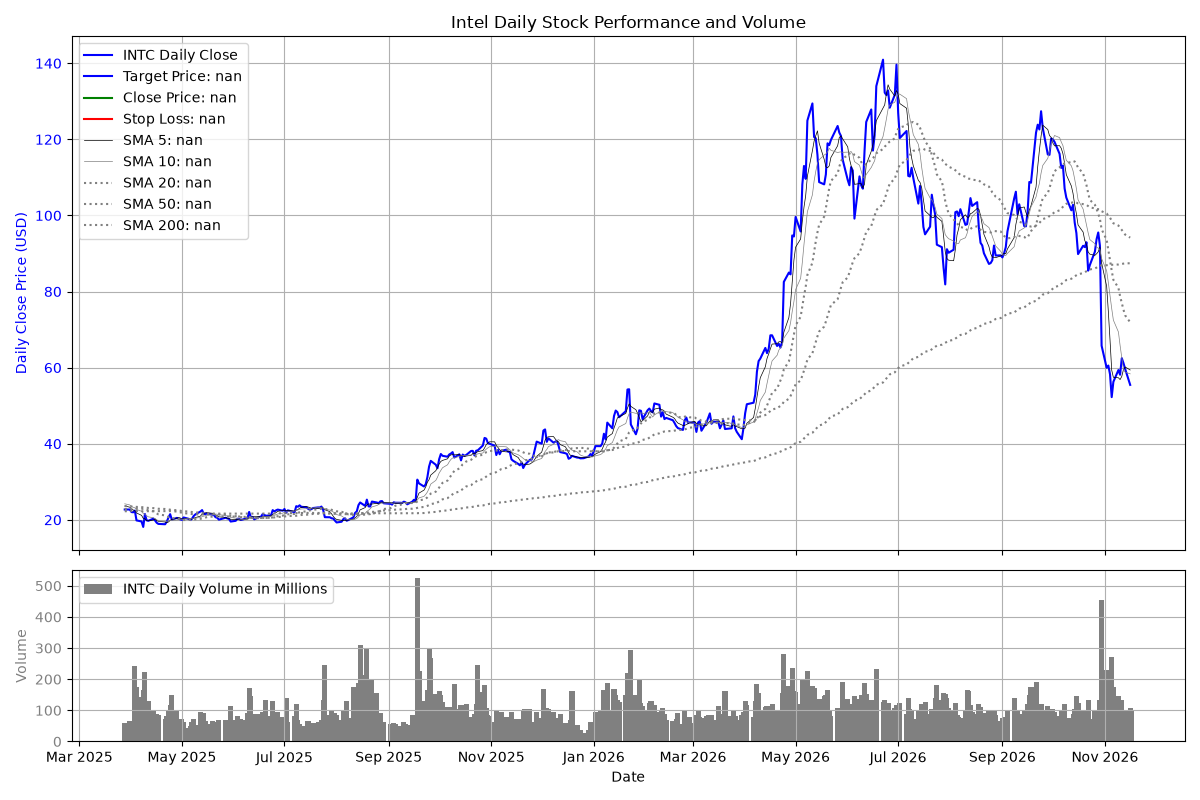 Intel Daily Stock Performance and Volume
INTC Daily Close
Target Price: nan
Close Price: nan
Stop Loss: nan
SMA 5: nan
SMA 10: nan
SMA 20: nan
SMA 50: nan
SMA 200: nan
Daily Close Price (USD)
140
120
100
80
60
40
20
INTC Daily Volume in Millions
Volume
500
400
300
200
100
0
Mar 2025 May 2025 Jul 2025 Sep 2025 Nov 2025 Jan 2026 Mar 2026 May 2026 Jul 2026 Sep 2026 Nov 2026
Date